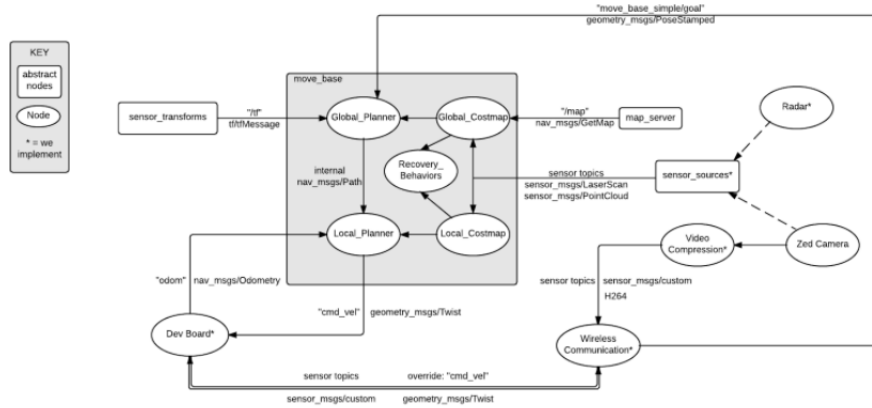 "move_base_simple/goal"
geometry_msgs/PoseStamped
KEY
abstract
nodes
Node
* = we
implement
move_base
sensor_transforms
"/tf"
tf/tfMessage
Global_Planner
Global_Costmap
"/map"
nav_msgs/GetMap
map_server
Radar*
internal
nav_msgs/Path
Recovery_
Behaviors
sensor topics
sensor_msgs/LaserScan
sensor_msgs/PointCloud
sensor_sources*
Local_Planner
Local_Costmap
Video
Compression*
Zed Camera
"odom" nav_msgs/Odometry
sensor topics sensor_msgs/custom
H264
"cmd_vel" geometry_msgs/Twist
Dev Board*
Wireless
Communication*
sensor topics override: "cmd_vel"
sensor_msgs/custom geometry_msgs/Twist